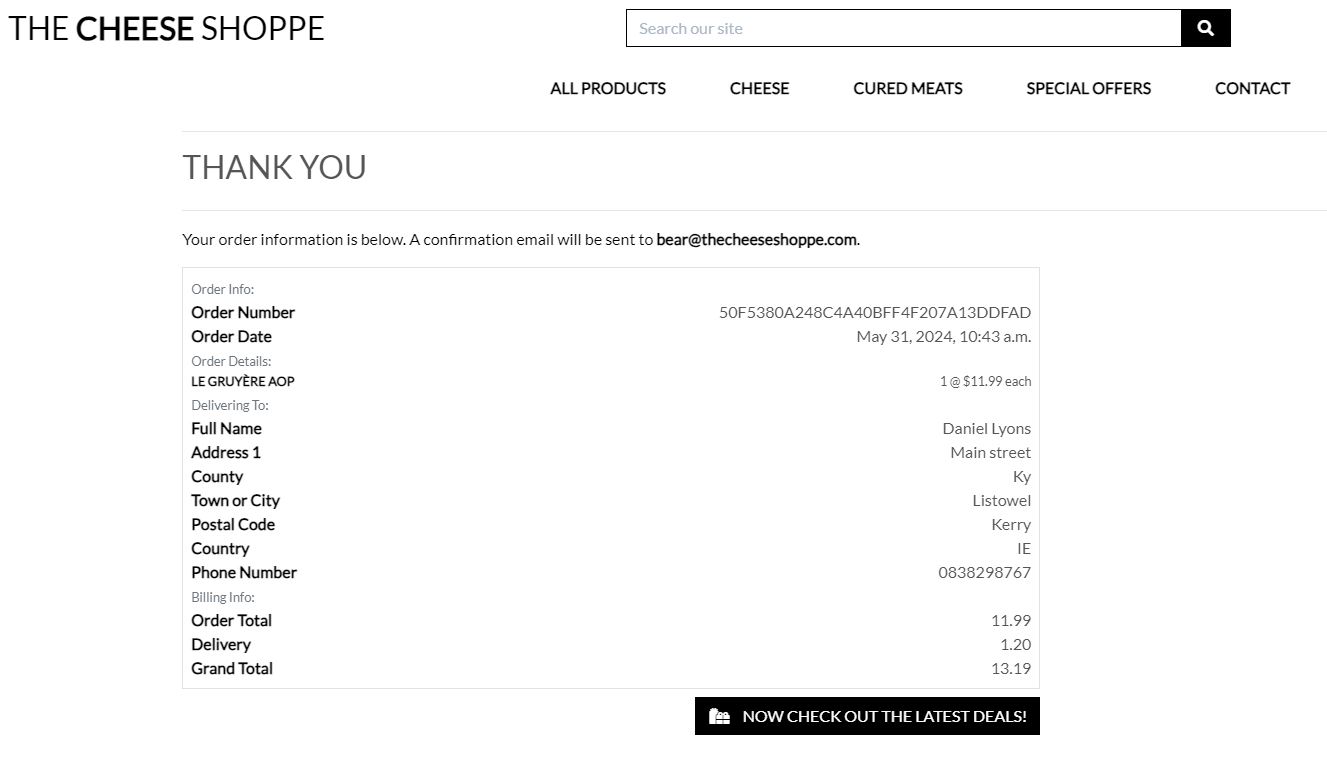 THE CHEESE SHOPPE
Search our site
ALL PRODUCTS CHEESE CURED MEATS SPECIAL OFFERS CONTACT
THANK YOU
Your order information is below. A confirmation email will be sent to bear@thecheeseshoppe.com.
Order Info:
Order Number 50F5380A248C4A40BFF4F207A13DDFAD
Order Date May 31, 2024, 10:43 a.m.
Order Details:
LE GRUYÈRE AOP 1 @ $11.99 each
Delivering To:
Full Name Daniel Lyons
Address 1 Main street
County Ky
Town or City Listowel
Postal Code Kerry
Country IE
Phone Number 0838298767
Billing Info:
Order Total 11.99
Delivery 1.20
Grand Total 13.19
NOW CHECK OUT THE LATEST DEALS!